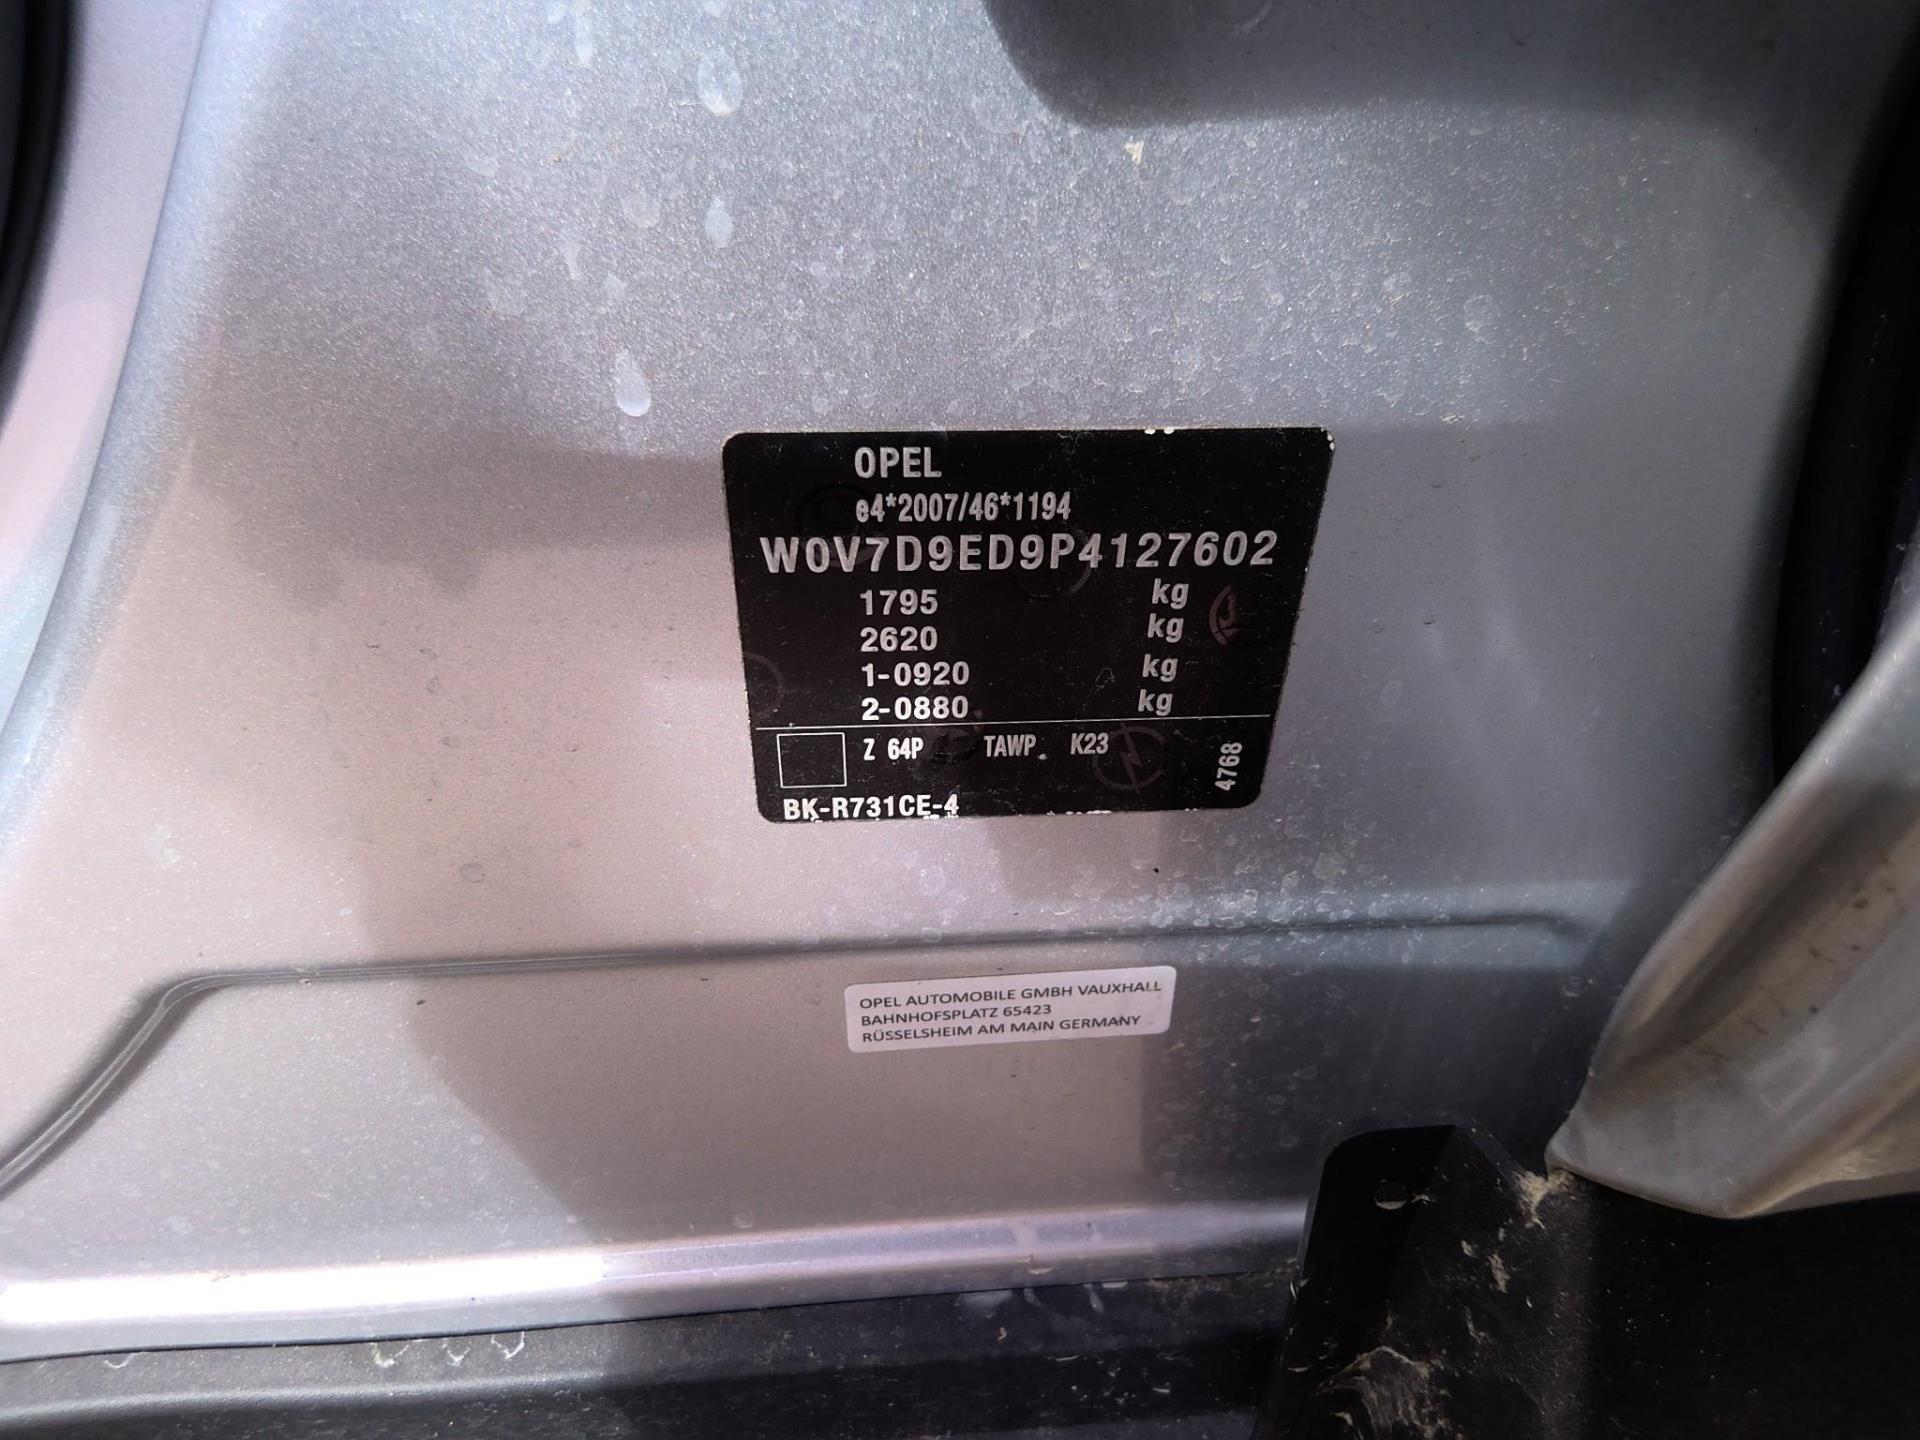 OPEL
e4*2007/46*1194
W0V7D9ED9P4127602
1795 kg
2620 kg
1-0920 kg
2-0880 kg
Z 64P TAWP K23
4768
BK-R731CE-4
OPEL AUTOMOBILE GMBH VAUXHALL
BAHNHOFSPLATZ 65423
RÜSSELSHEIM AM MAIN GERMANY